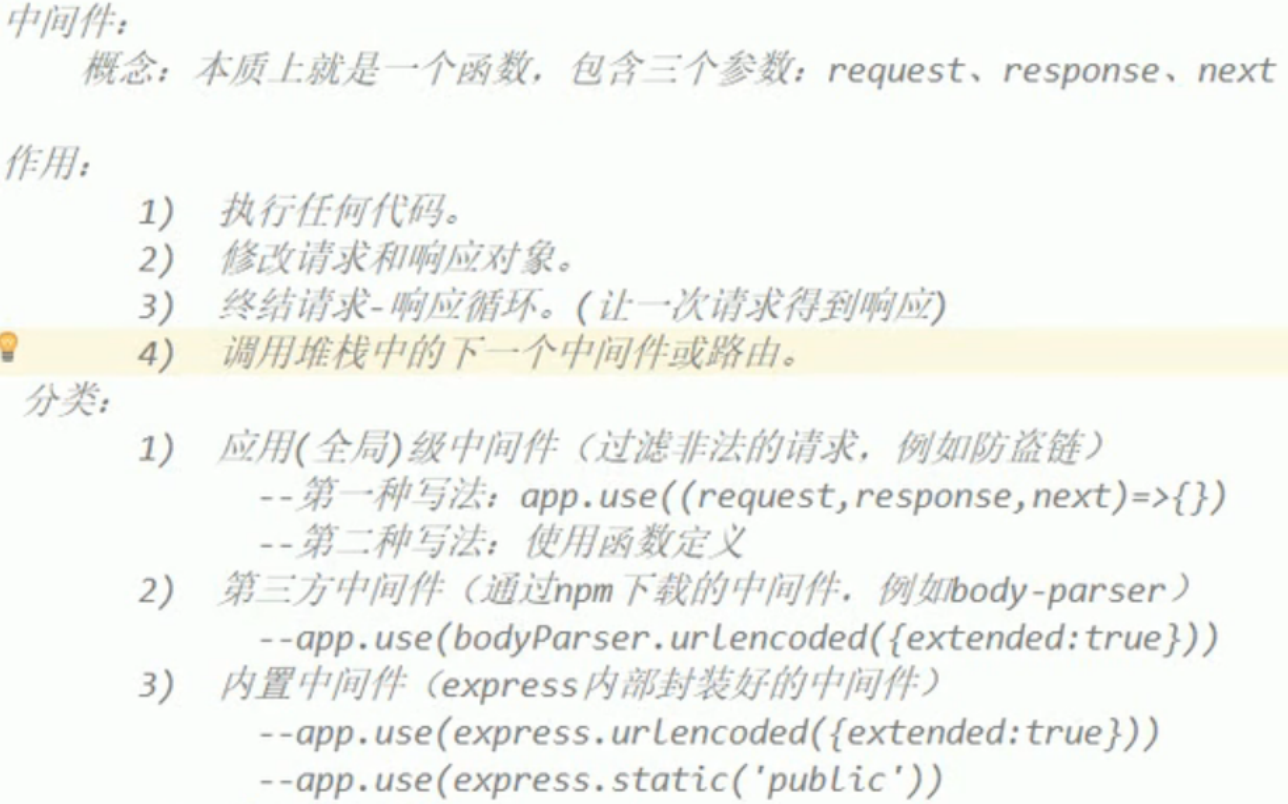 中间件：
概念：本质上就是一个函数，包含三个参数：request、response、next
作用：
1) 执行任何代码。
2) 修改请求和响应对象。
3) 终结请求-响应循环。(让一次请求得到响应)
4) 调用堆栈中的下一个中间件或路由。
分类：
1) 应用(全局)级中间件（过滤非法的请求，例如防盗链）
--第一种写法：app.use((request,response,next)=>{})
--第二种写法：使用函数定义
2) 第三方中间件（通过npm下载的中间件，例如body-parser）
--app.use(bodyParser.urlencoded({extended:true}))
3) 内置中间件（express内部封装好的中间件）
--app.use(express.urlencoded({extended:true}))
--app.use(express.static('public'))